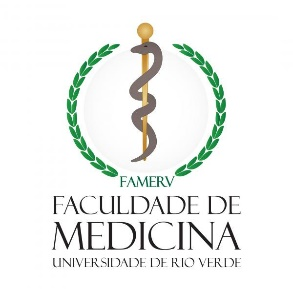 FAMERV
FACULDADE DE
MEDICINA
UNIVERSIDADE DE RIO VERDE